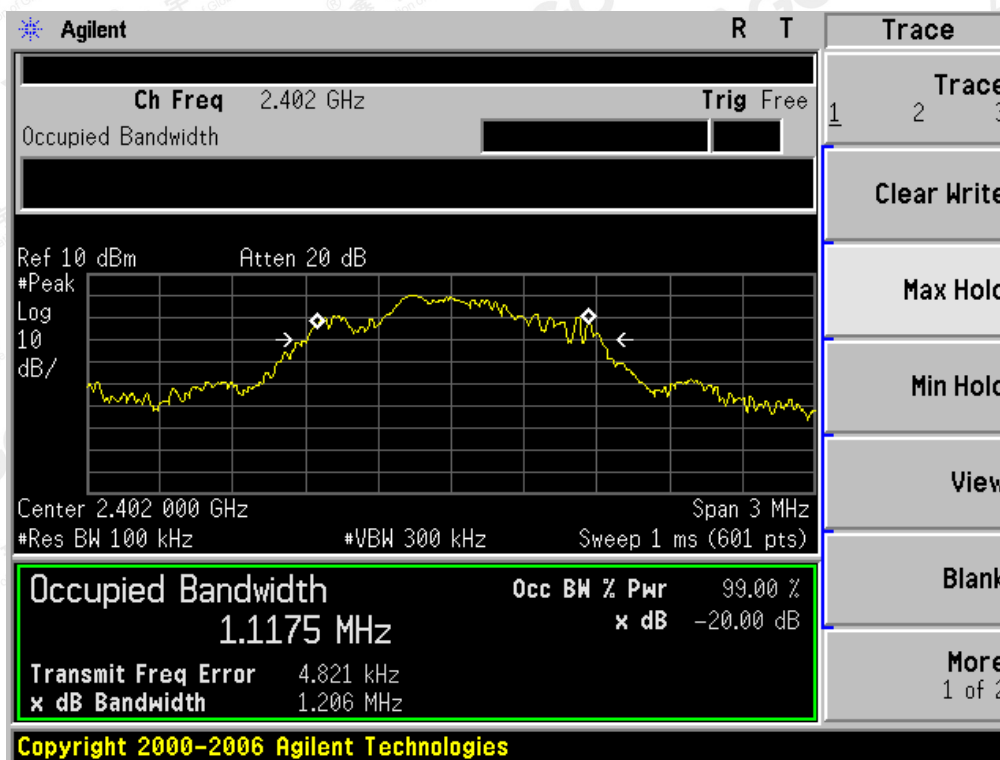 Agilent R T
Trace
Ch Freq 2.402 GHz Trig Free
Occupied Bandwidth
Trace
1 2 3
Clear Write
Max Hold
Min Hold
View
Blank
More
1 of 2
Ref 10 dBm Atten 20 dB
#Peak
Log
10
dB/
Center 2.402 000 GHz Span 3 MHz
#Res BW 100 kHz #VBW 300 kHz Sweep 1 ms (601 pts)
Occupied Bandwidth
1.1175 MHz
Occ BW % Pwr 99.00 %
x dB -20.00 dB
Transmit Freq Error 4.821 kHz
x dB Bandwidth 1.206 MHz
Copyright 2000-2006 Agilent Technologies